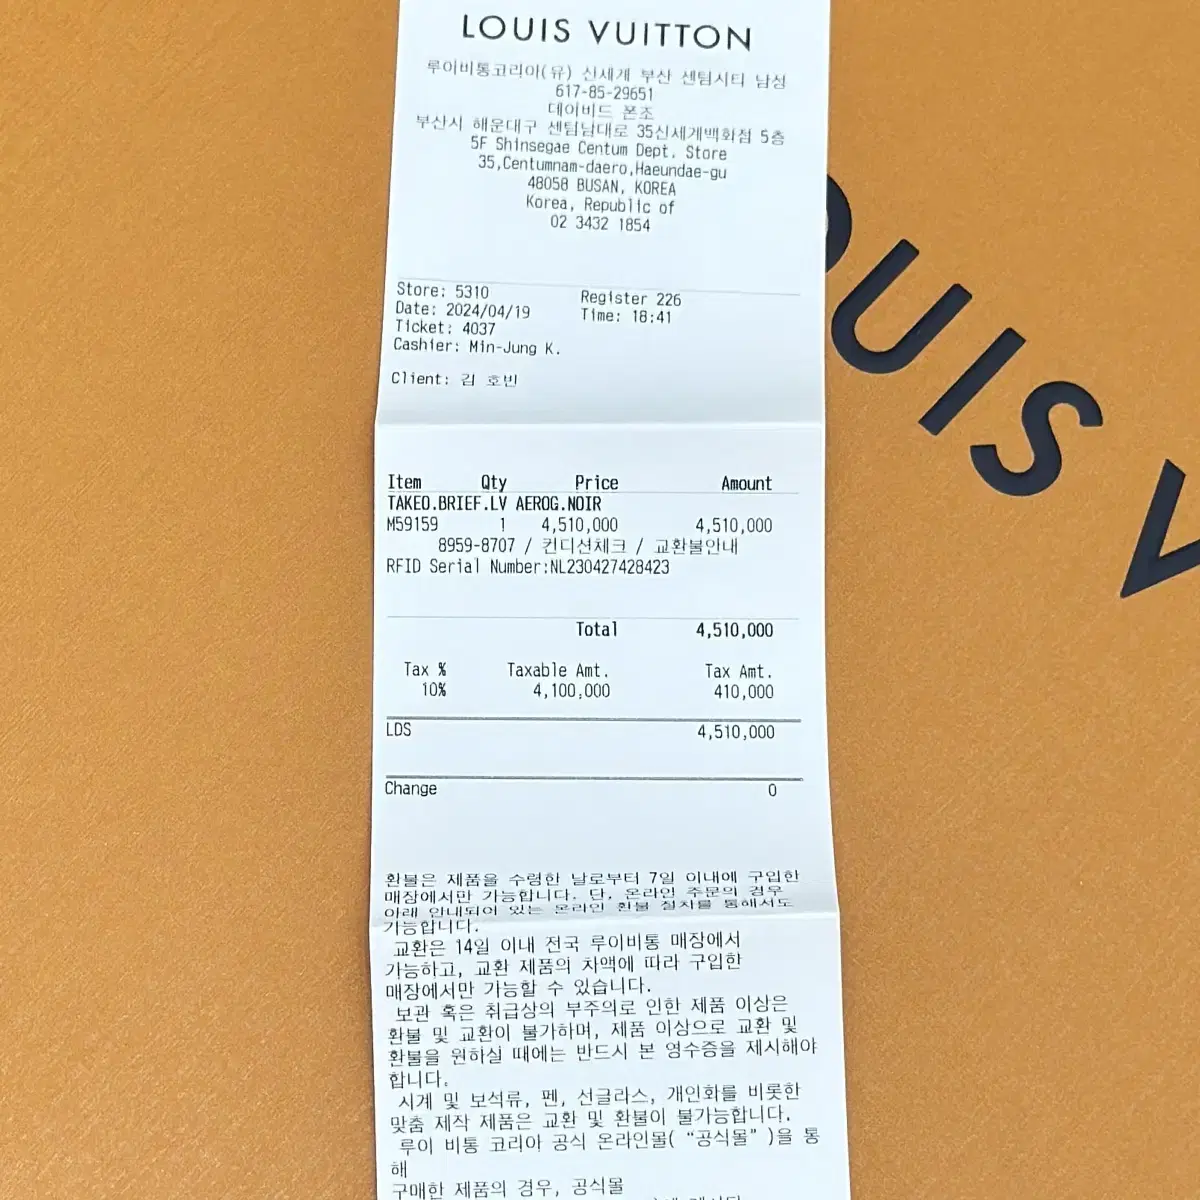 LOUIS VUITTON
루이비통코리아(유) 신세계 부산 센텀시티 남성
617-85-29651
데이비드 폰조
부산시 해운대구 센텀남대로 35신세계백화점 5층
5F Shinsegae Centum Dept. Store
35,Centumnam-daero,Haeundae-gu
48058 BUSAN, KOREA
Korea, Republic of
02 3432 1854
Store: 5310 Register 226
Date: 2024/04/19 Time: 18:41
Ticket: 4037
Cashier: Min-Jung K.
Client: 김 호빈
Item Qty Price Amount
TAKEO.BRIEF.LV AEROG.NOIR
M59159 1 4,510,000 4,510,000
8959-8707 / 컨디션체크 / 교환불안내
RFID Serial Number:NL230427428423
Total 4,510,000
Tax % Taxable Amt. Tax Amt.
10% 4,100,000 410,000
LDS 4,510,000
Change 0
환불은 제품을 수령한 날로부터 7일 이내에 구입한
매장에서만 가능합니다. 단, 온라인 주문의 경우
아래 안내되어 있는 온라인 환불 절차를 통해서도
가능합니다.
교환은 14일 이내 전국 루이비통 매장에서
가능하고, 교환 제품의 차액에 따라 구입한
매장에서만 가능할 수 있습니다.
보관 혹은 취급상의 부주의로 인한 제품 이상은
환불 및 교환이 불가하며, 제품 이상으로 교환 및
환불을 원하실 때에는 반드시 본 영수증을 제시해야
합니다.
시계 및 보석류, 펜, 선글라스, 개인화를 비롯한
맞춤 제작 제품은 교환 및 환불이 불가능합니다.
루이 비통 코리아 공식 온라인몰( "공식몰" )을 통
해
구매한 제품의 경우, 공식몰
OUIS V